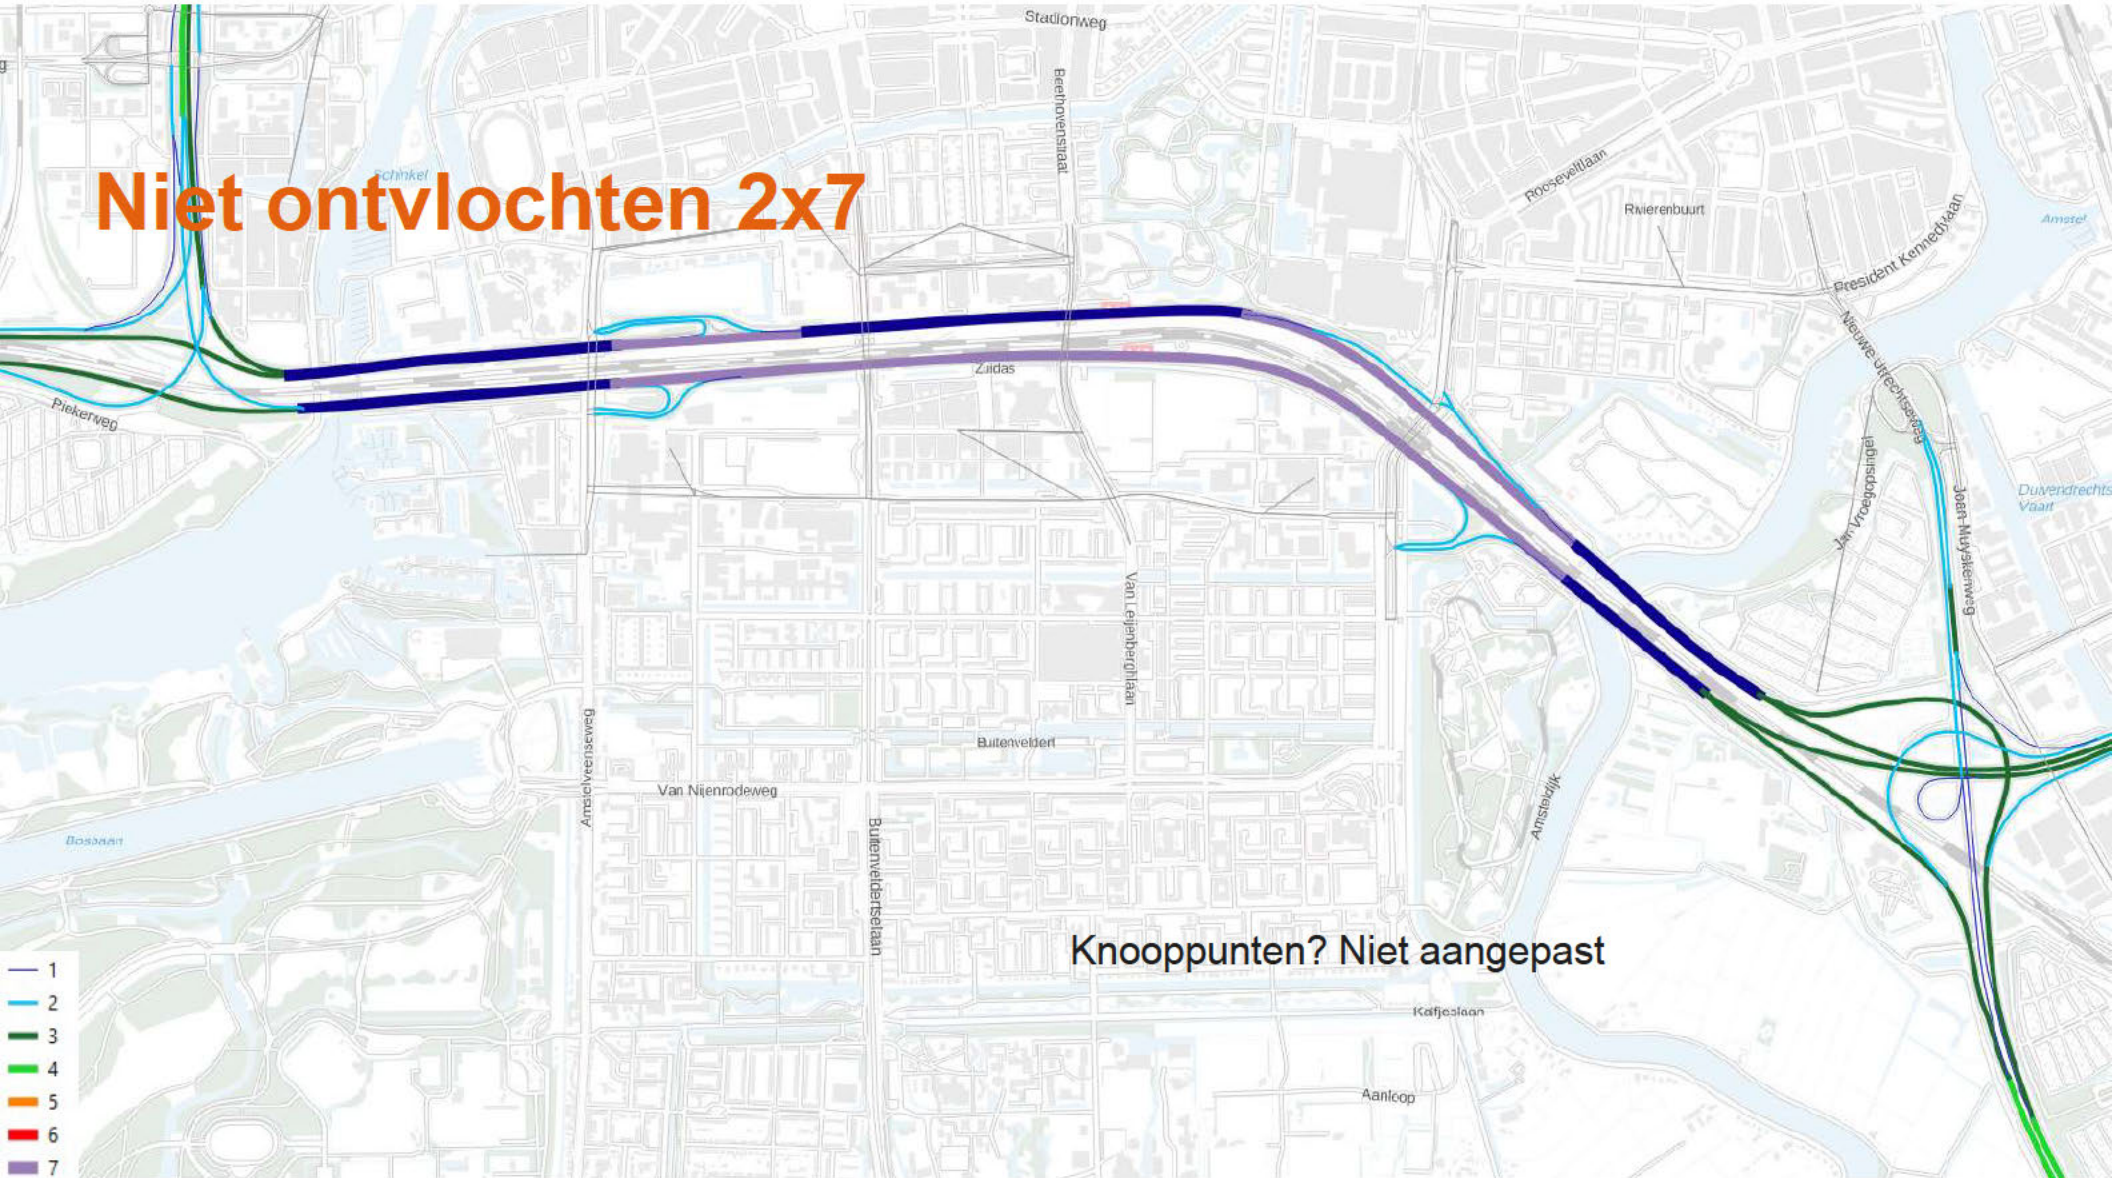 Stadionweg
g
Beethovenstraat
Schinkel
Niet ontvlochten 2x7
Rooseveltlaan
Rivierenbuurt
President Kennedylaan
Amstel
Nieuwe Utrechtseweg
Zuidas
Piekerweg
Jan Vroegopsingel
Joan Muyskenweg
Duivendrechts
Vaart
Van Leijenberghlaan
Amstelveenseweg
Buitenveldert
Van Nijenrodeweg
Amsteldijk
Bosbaan
Buitenveldertselaan
Knooppunten? Niet aangepast
Kalfjeslaan
Aanloop
1
2
3
4
5
6
7